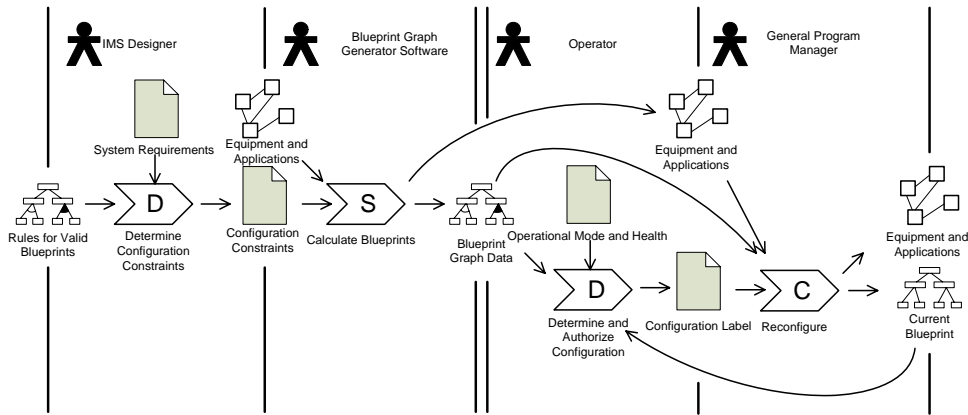 IMS Designer
Blueprint Graph
Generator Software
Operator
General Program
Manager
System Requirements
Equipment and
Applications
Equipment and
Applications
D
S
Rules for Valid
Blueprints
Determine
Configuration
Constraints
Configuration
Constraints
Calculate Blueprints
Blueprint
Graph Data
Operational Mode and Health
Equipment and
Applications
D
C
Determine and
Authorize
Configuration
Configuration Label
Reconfigure
Current
Blueprint